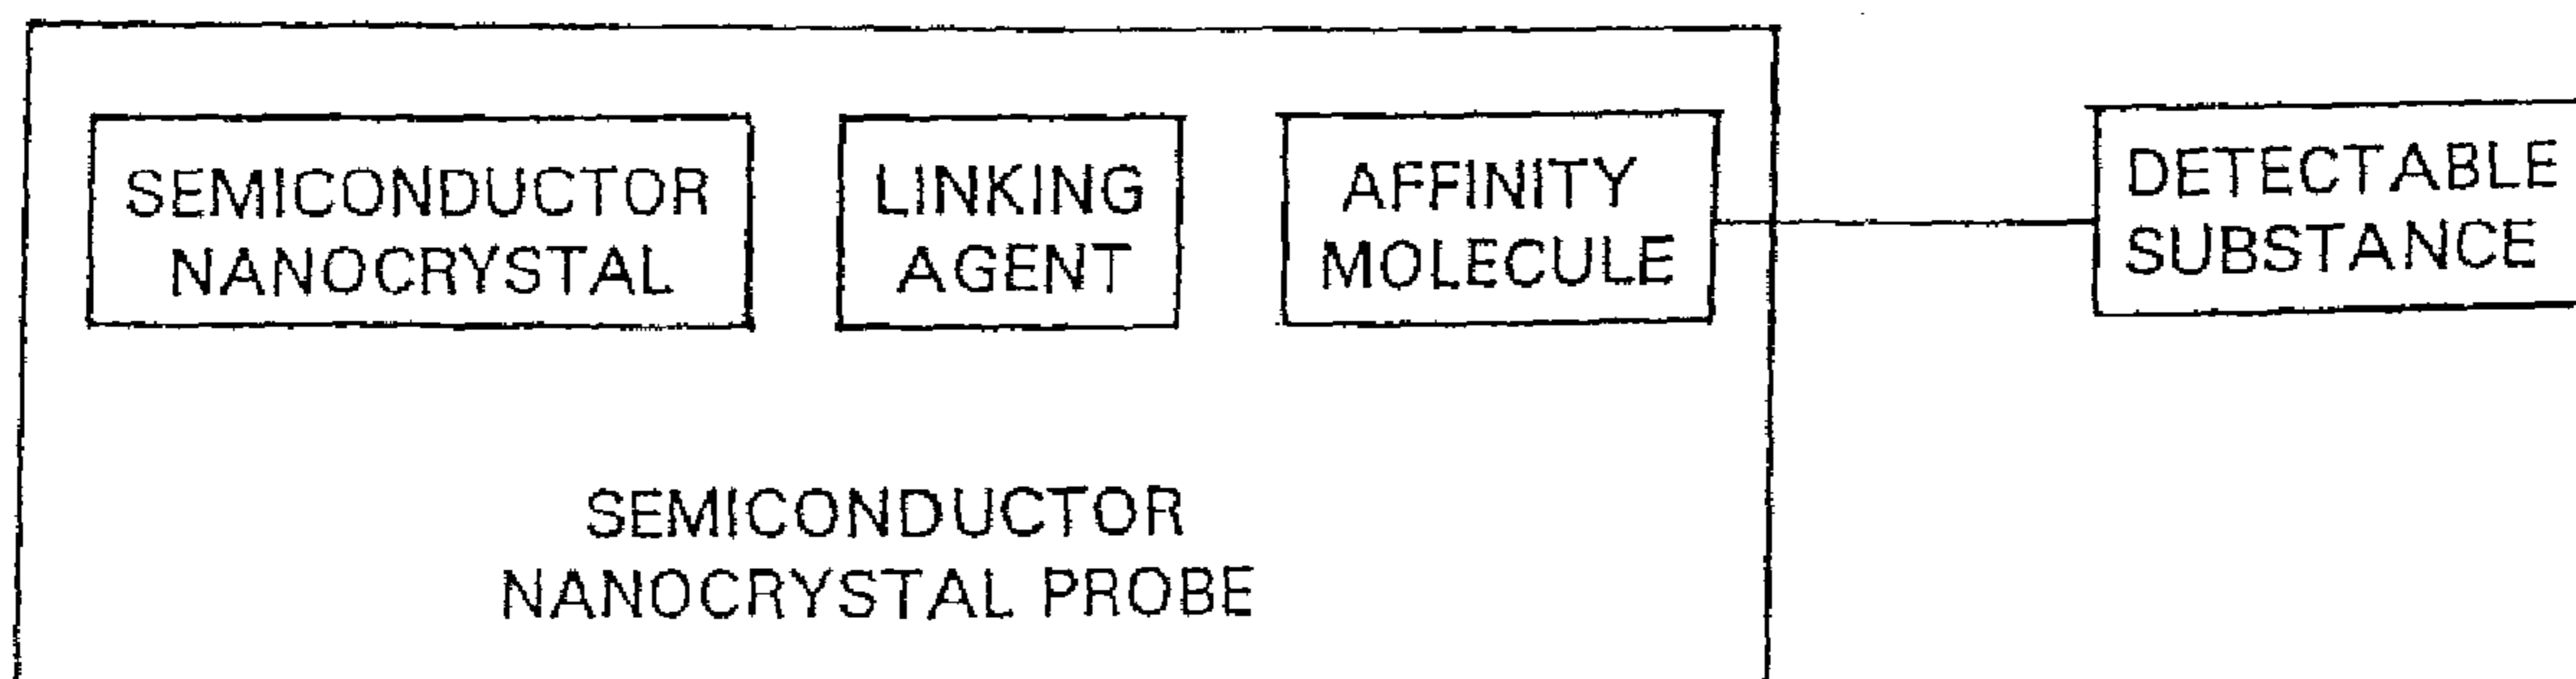 SEMICONDUCTOR
NANOCRYSTAL
LINKING
AGENT
AFFINITY
MOLECULE
DETECTABLE
SUBSTANCE
SEMICONDUCTOR
NANOCRYSTAL PROBE